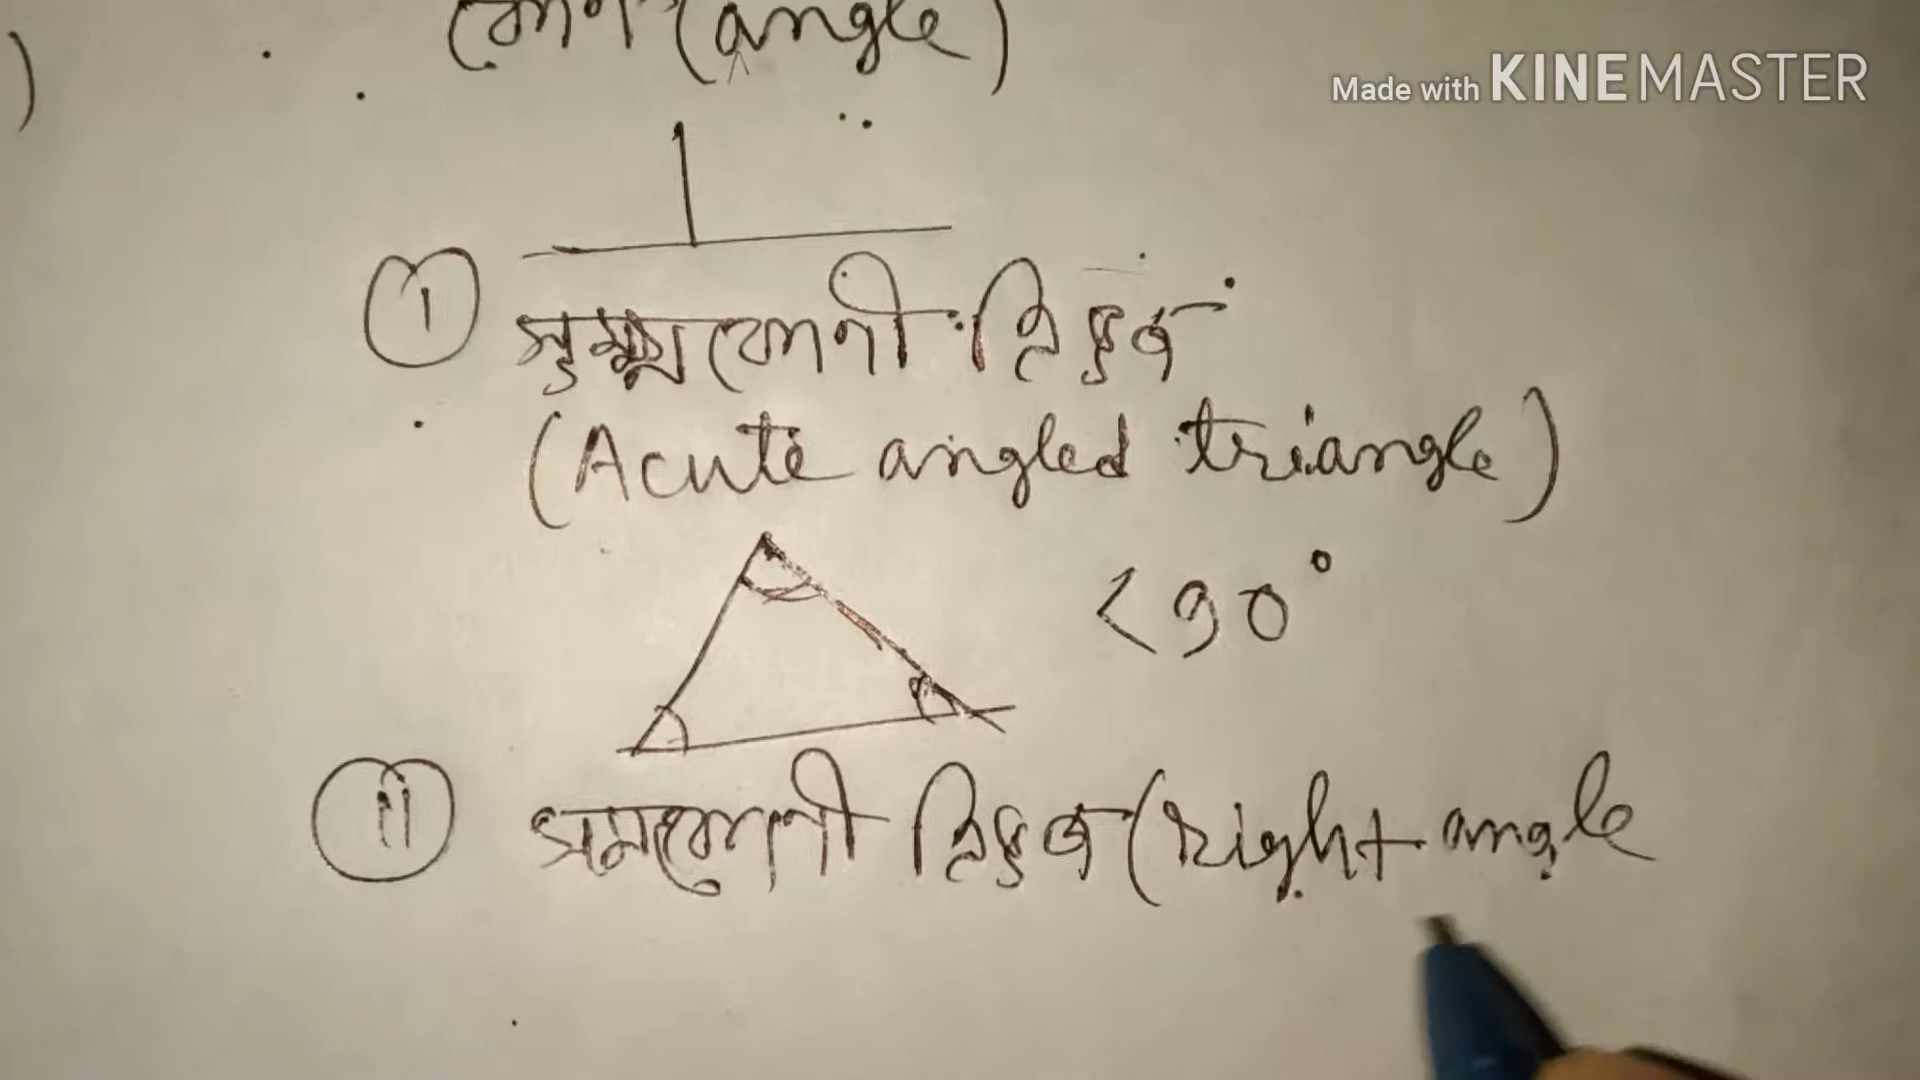 কোণ (angle)
Made with KINEMASTER
)
i সুক্ষ্মকোণী ত্রিভুজ
(Acute angled triangle)
< 90°
ii সমকোণী ত্রিভুজ (right angle